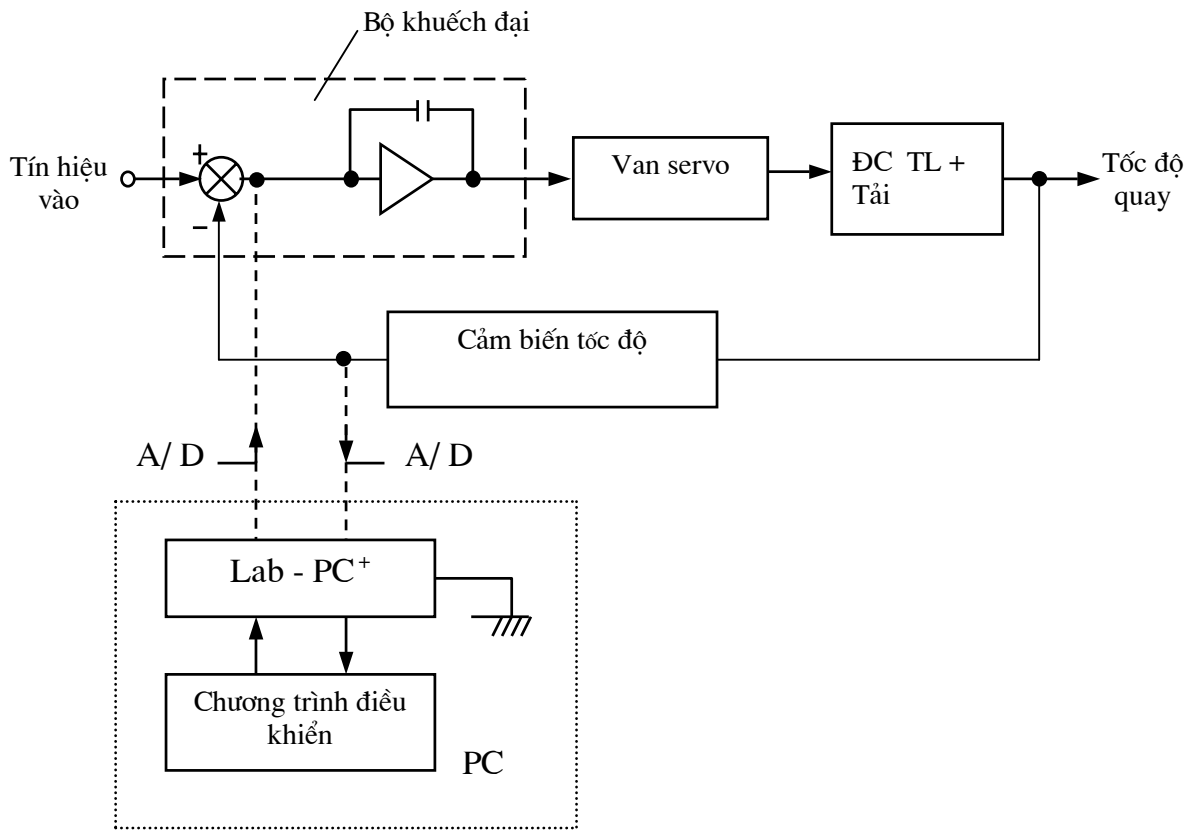 Bộ khuếch đại
Tín hiệu
vào
+
−
Van servo
ĐC TL +
Tải
Tốc độ
quay
Cảm biến tốc độ
A/ D
A/ D
Lab - PC⁺
Chương trình điều
khiển
PC